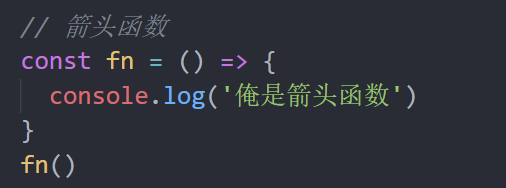 // 箭头函数
const fn = () => {
  console.log('俺是箭头函数')
}
fn()